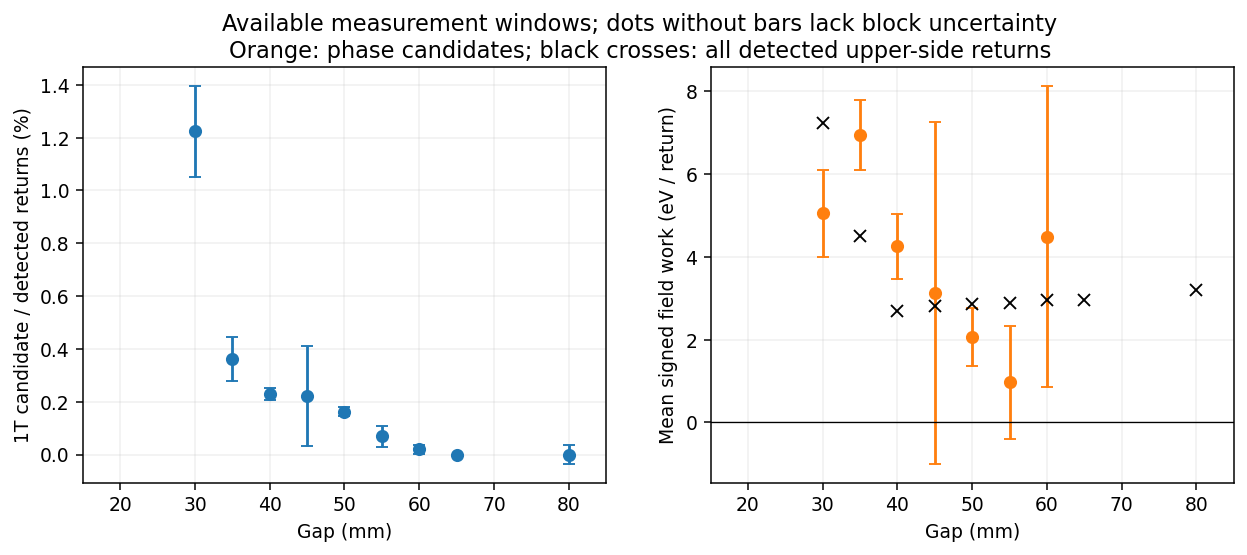 Available measurement windows; dots without bars lack block uncertainty
Orange: phase candidates; black crosses: all detected upper-side returns
1T candidate / detected returns (%)
1.4
1.2
1.0
0.8
0.6
0.4
0.2
0.0
20 30 40 50 60 70 80
Gap (mm)
Mean signed field work (eV / return)
8
6
4
2
0
20 30 40 50 60 70 80
Gap (mm)